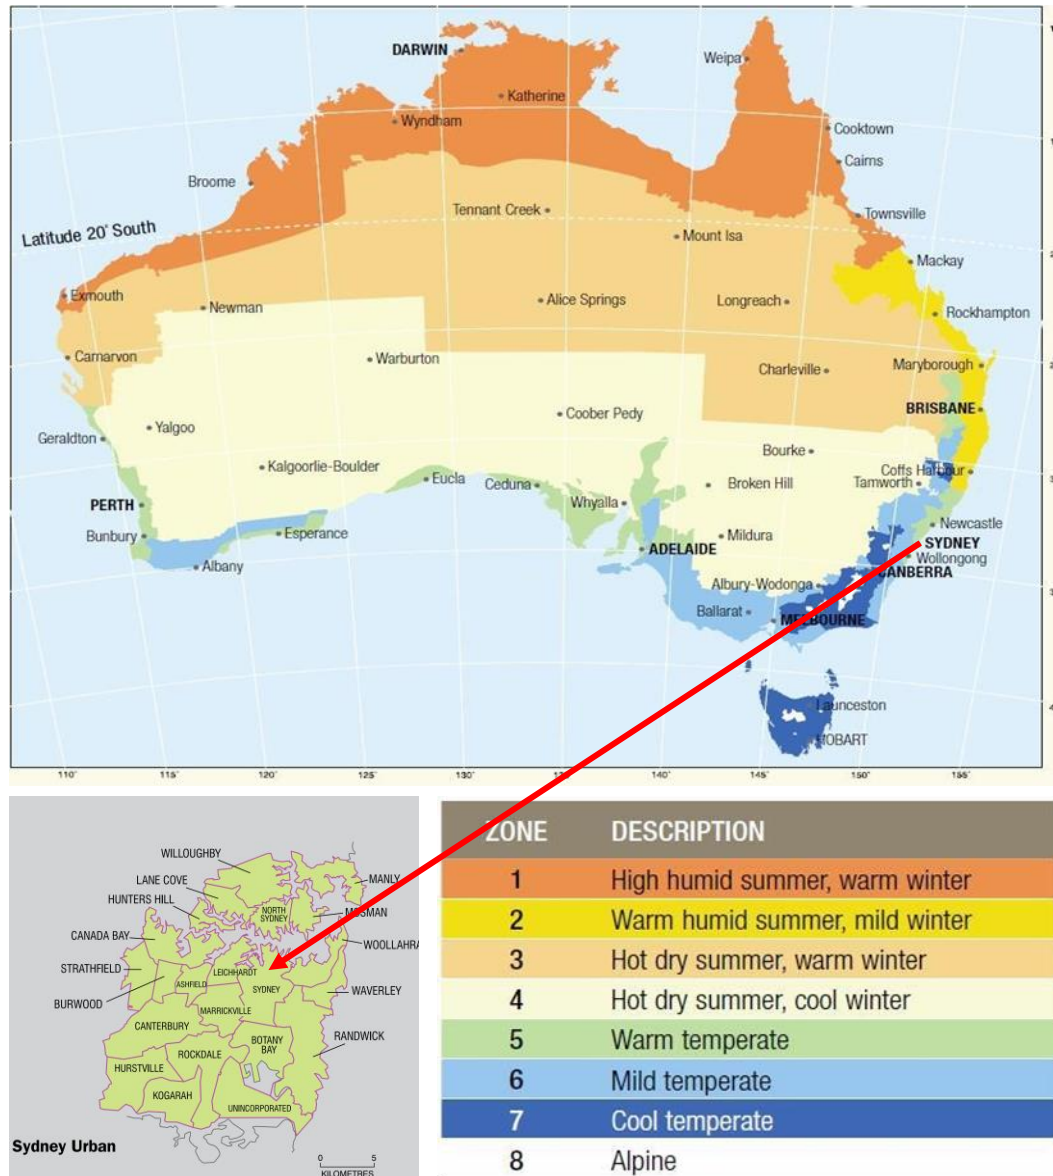 DARWIN
Weipa
Katherine
Wyndham
Cooktown
Cairns
Broome
Tennant Creek
Townsville
Latitude 20° South
Mount Isa
Mackay
Exmouth
Newman
Alice Springs
Longreach
Rockhampton
Carnarvon
Warburton
Charleville
Maryborough
BRISBANE
Coober Pedy
Geraldton
Yalgoo
Bourke
Kalgoorlie-Boulder
Coffs Harbour
Eucla
Ceduna
Broken Hill
Tamworth
PERTH
Whyalla
Newcastle
Bunbury
Esperance
Mildura
SYDNEY
ADELAIDE
Wollongong
Albany
CANBERRA
Albury-Wodonga
Ballarat
MELBOURNE
Launceston
HOBART
110° 115° 120° 125° 130° 135° 140° 145° 150° 155°
WILLOUGHBY
LANE COVE
MANLY
HUNTERS HILL
NORTH
SYDNEY
MOSMAN
CANADA BAY
WOOLLAHRA
STRATHFIELD
LEICHHARDT
ASHFIELD
SYDNEY
WAVERLEY
BURWOOD
MARRICKVILLE
CANTERBURY
BOTANY
BAY
RANDWICK
ROCKDALE
HURSTVILLE
KOGARAH
UNINCORPORATED
Sydney Urban
0 5
KILOMETRES
ZONE DESCRIPTION
1 High humid summer, warm winter
2 Warm humid summer, mild winter
3 Hot dry summer, warm winter
4 Hot dry summer, cool winter
5 Warm temperate
6 Mild temperate
7 Cool temperate
8 Alpine